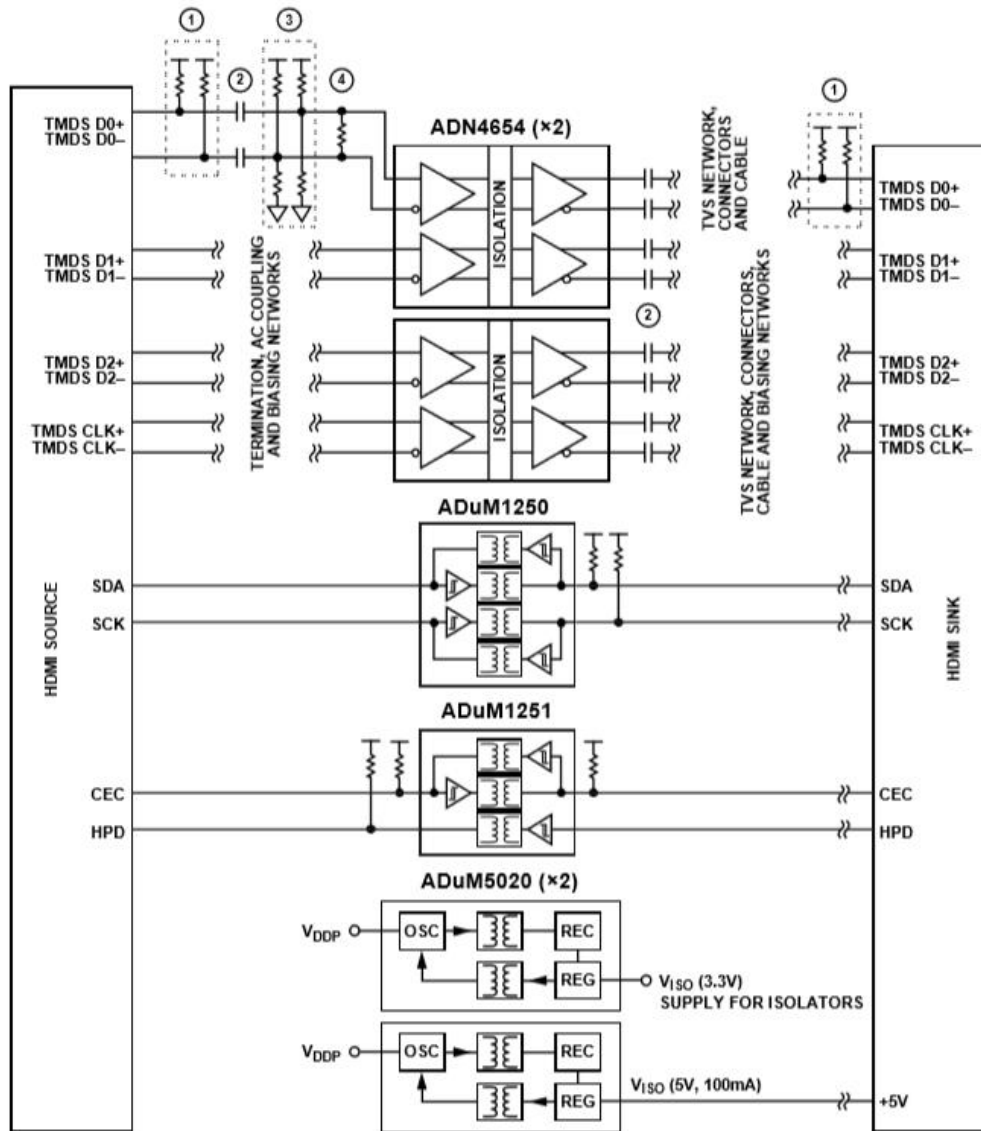 1
2
3
4
1
TMDS D0+
TMDS D0–
ADN4654 (×2)
ISOLATION
TVS NETWORK,
CONNECTORS
AND CABLE
TMDS D0+
TMDS D0–
TMDS D1+
TMDS D1–
TERMINATION, AC COUPLING
AND BIASING NETWORKS
2
TVS NETWORK, CONNECTORS,
CABLE AND BIASING NETWORKS
TMDS D1+
TMDS D1–
TMDS D2+
TMDS D2–
ISOLATION
TMDS D2+
TMDS D2–
TMDS CLK+
TMDS CLK–
TMDS CLK+
TMDS CLK–
ADuM1250
HDMI SOURCE
SDA
SCK
SDA
SCK
HDMI SINK
ADuM1251
CEC
HPD
CEC
HPD
ADuM5020 (×2)
VDDP
OSC
REC
REG
VISO (3.3V)
SUPPLY FOR ISOLATORS
VDDP
OSC
REC
REG
VISO (5V, 100mA)
+5V